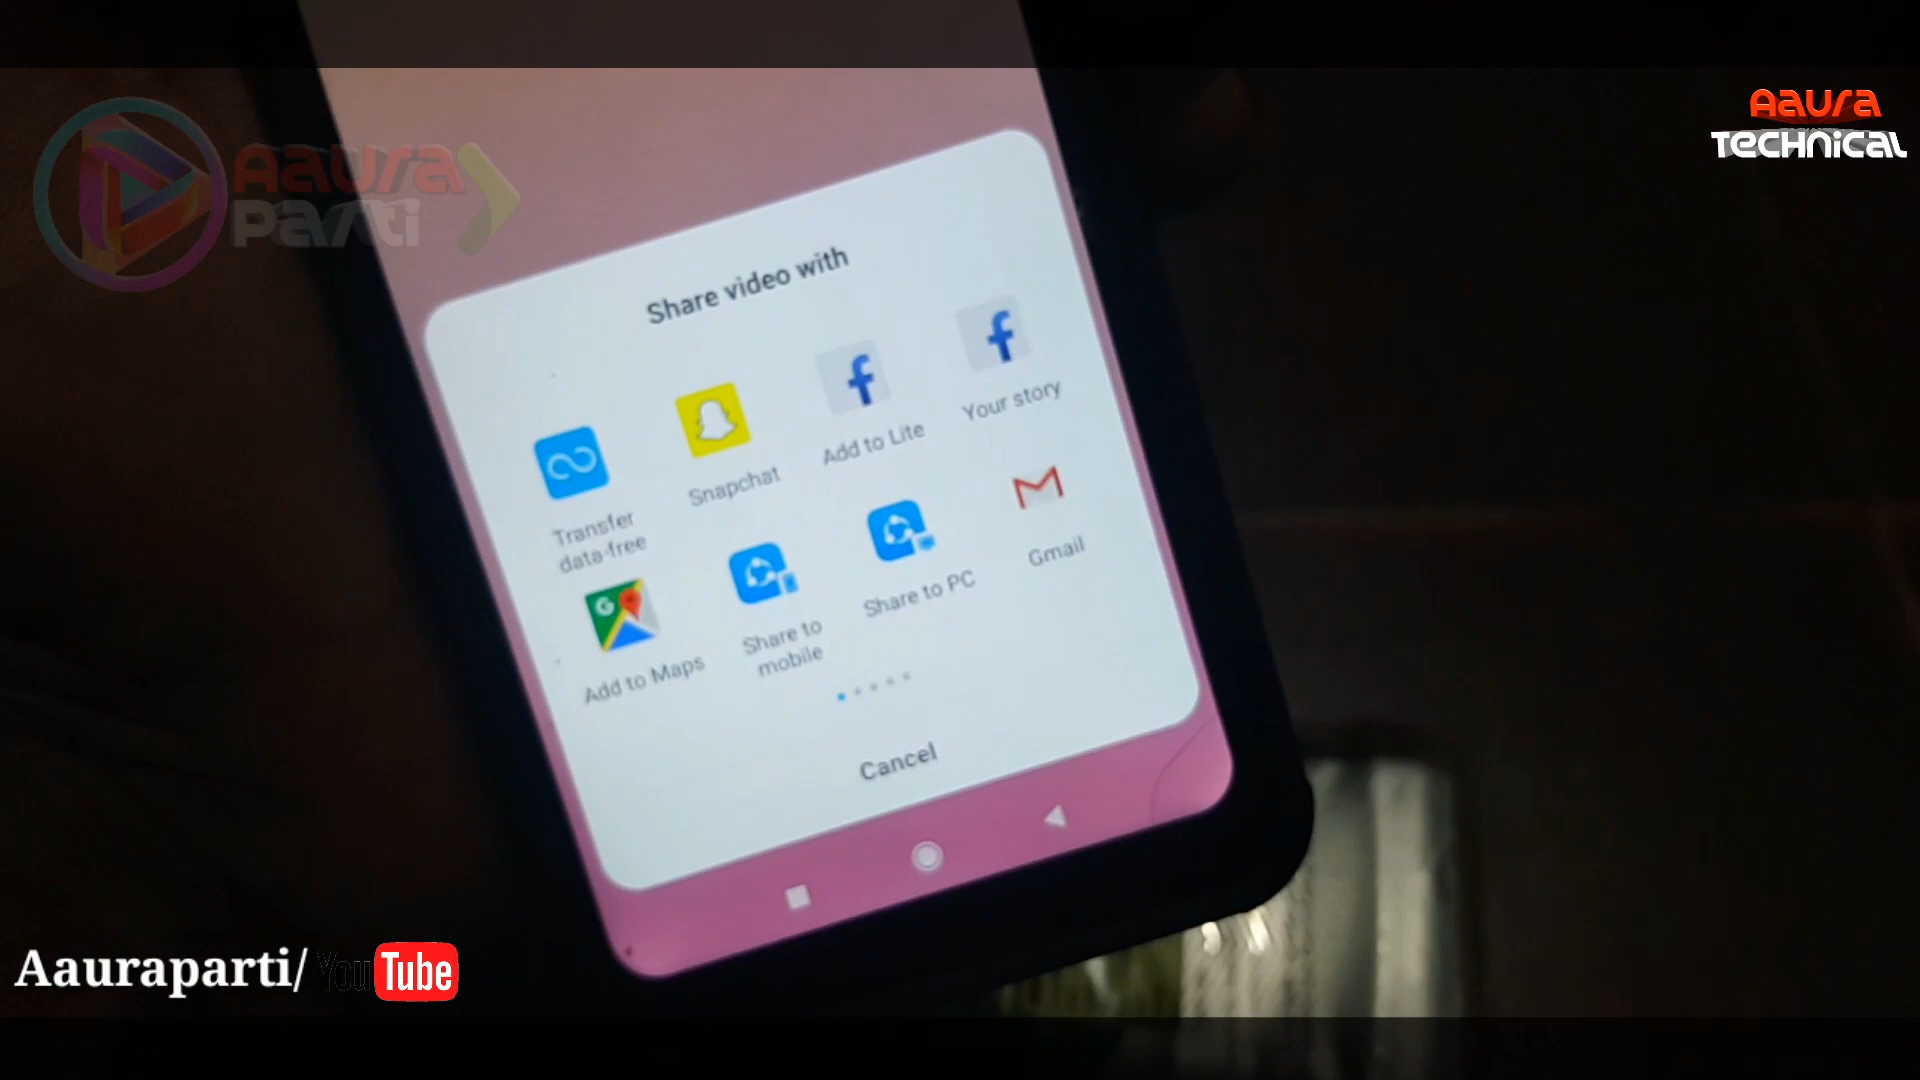 Aaura
TECHNICAL
Aaura
parti
Share video with
Transfer
data-free
Snapchat
Add to Lite
Your story
Add to Maps
Share to
mobile
Share to PC
Gmail
Cancel
Aauraparti/ YouTube